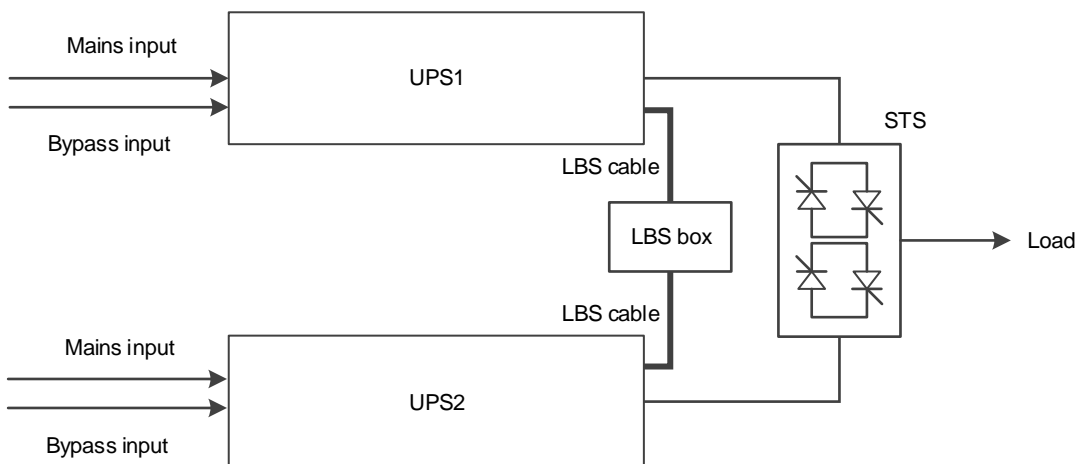 Mains input
UPS1
Bypass input
STS
LBS cable
LBS box
Load
LBS cable
Mains input
UPS2
Bypass input